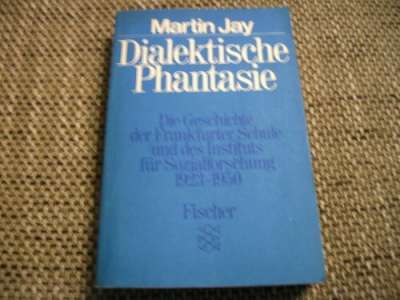 Martin Jay
Dialektische
Phantasie
Die Geschichte
der Frankfurter Schule
und des Instituts
für Sozialforschung
1923-1950
Fischer